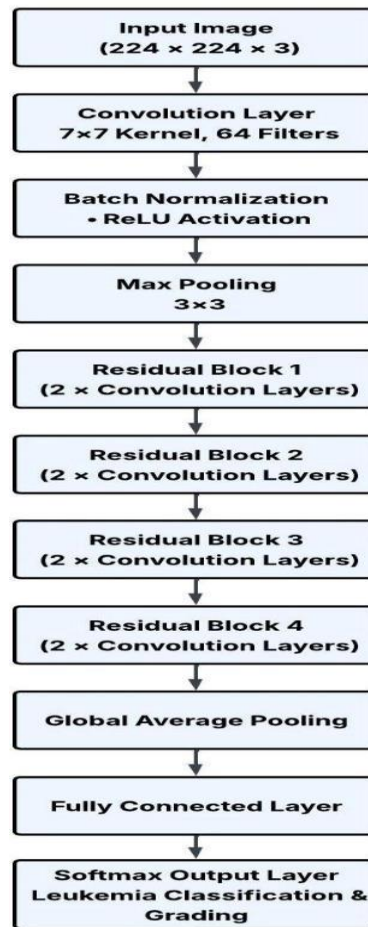 Input Image
(224 × 224 × 3)
Convolution Layer
7×7 Kernel, 64 Filters
Batch Normalization
• ReLU Activation
Max Pooling
3×3
Residual Block 1
(2 × Convolution Layers)
Residual Block 2
(2 × Convolution Layers)
Residual Block 3
(2 × Convolution Layers)
Residual Block 4
(2 × Convolution Layers)
Global Average Pooling
Fully Connected Layer
Softmax Output Layer
Leukemia Classification &
Grading